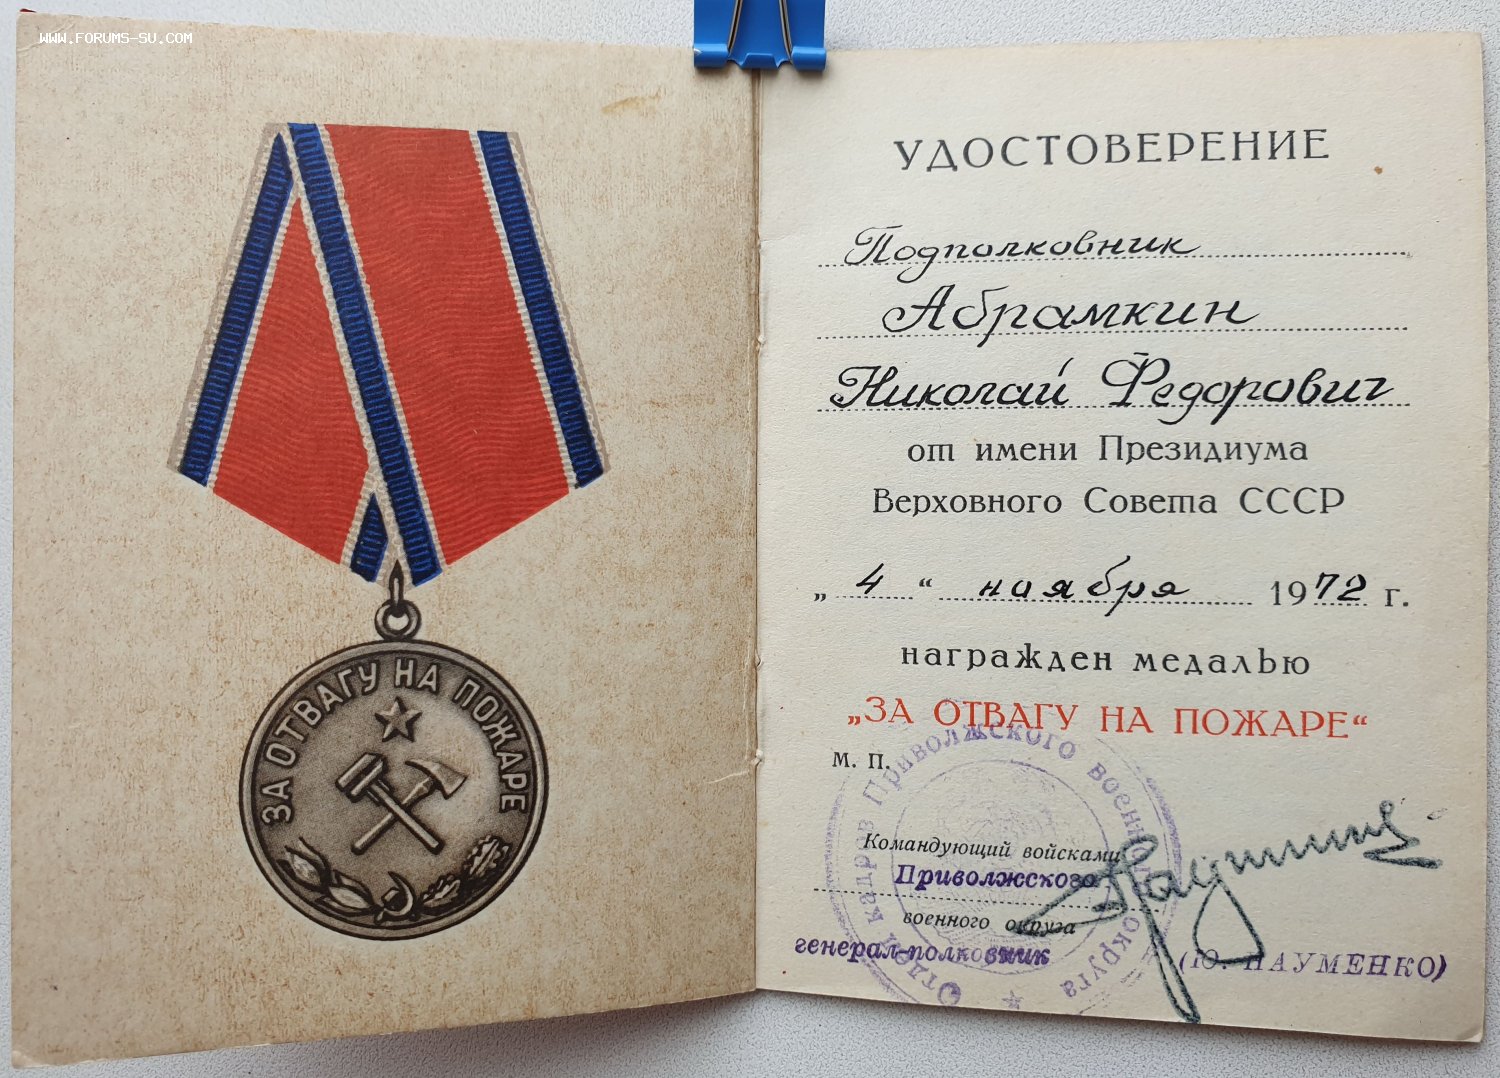 WWW.FORUMS-SU.COM
ЗА ОТВАГУ НА ПОЖАРЕ
УДОСТОВЕРЕНИЕ
Подполковник
Абрамкин
Николай Федорович
от имени Президиума
Верховного Совета СССР
„ 4 “ ноября 1972 г.
награжден медалью
„ЗА ОТВАГУ НА ПОЖАРЕ“
М. П.
Отдел кадров Приволжского военного округа
Командующий войсками
Приволжского
военного округа
генерал-полковник (Ю. НАУМЕНКО)